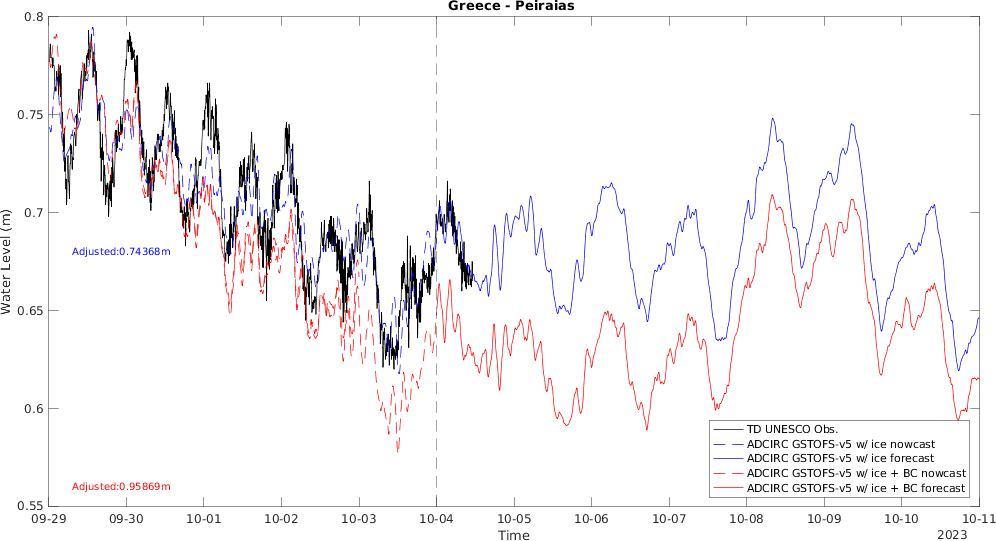 Greece - Peiraias
0.8
0.75
0.7
0.65
0.6
0.55
Water Level (m)
Adjusted:0.74368m
Adjusted:0.95869m
TD UNESCO Obs.
ADCIRC GSTOFS-v5 w/ ice nowcast
ADCIRC GSTOFS-v5 w/ ice forecast
ADCIRC GSTOFS-v5 w/ ice + BC nowcast
ADCIRC GSTOFS-v5 w/ ice + BC forecast
09-29 09-30 10-01 10-02 10-03 10-04 10-05 10-06 10-07 10-08 10-09 10-10 10-11
Time
2023